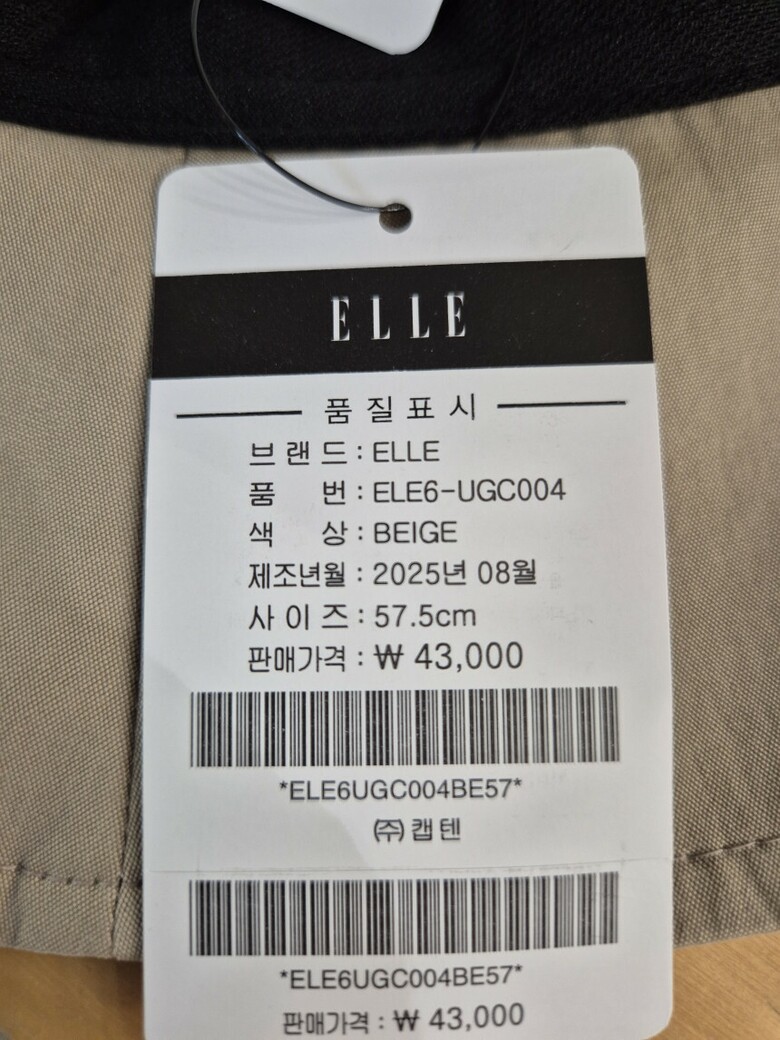 ELLE
품질표시
브랜드 : ELLE
품 번 : ELE6-UGC004
색 상 : BEIGE
제조년월 : 2025년 08월
사이즈 : 57.5cm
판매가격 : ₩ 43,000
*ELE6UGC004BE57*
㈜캡텐
*ELE6UGC004BE57*
판매가격 : ₩ 43,000